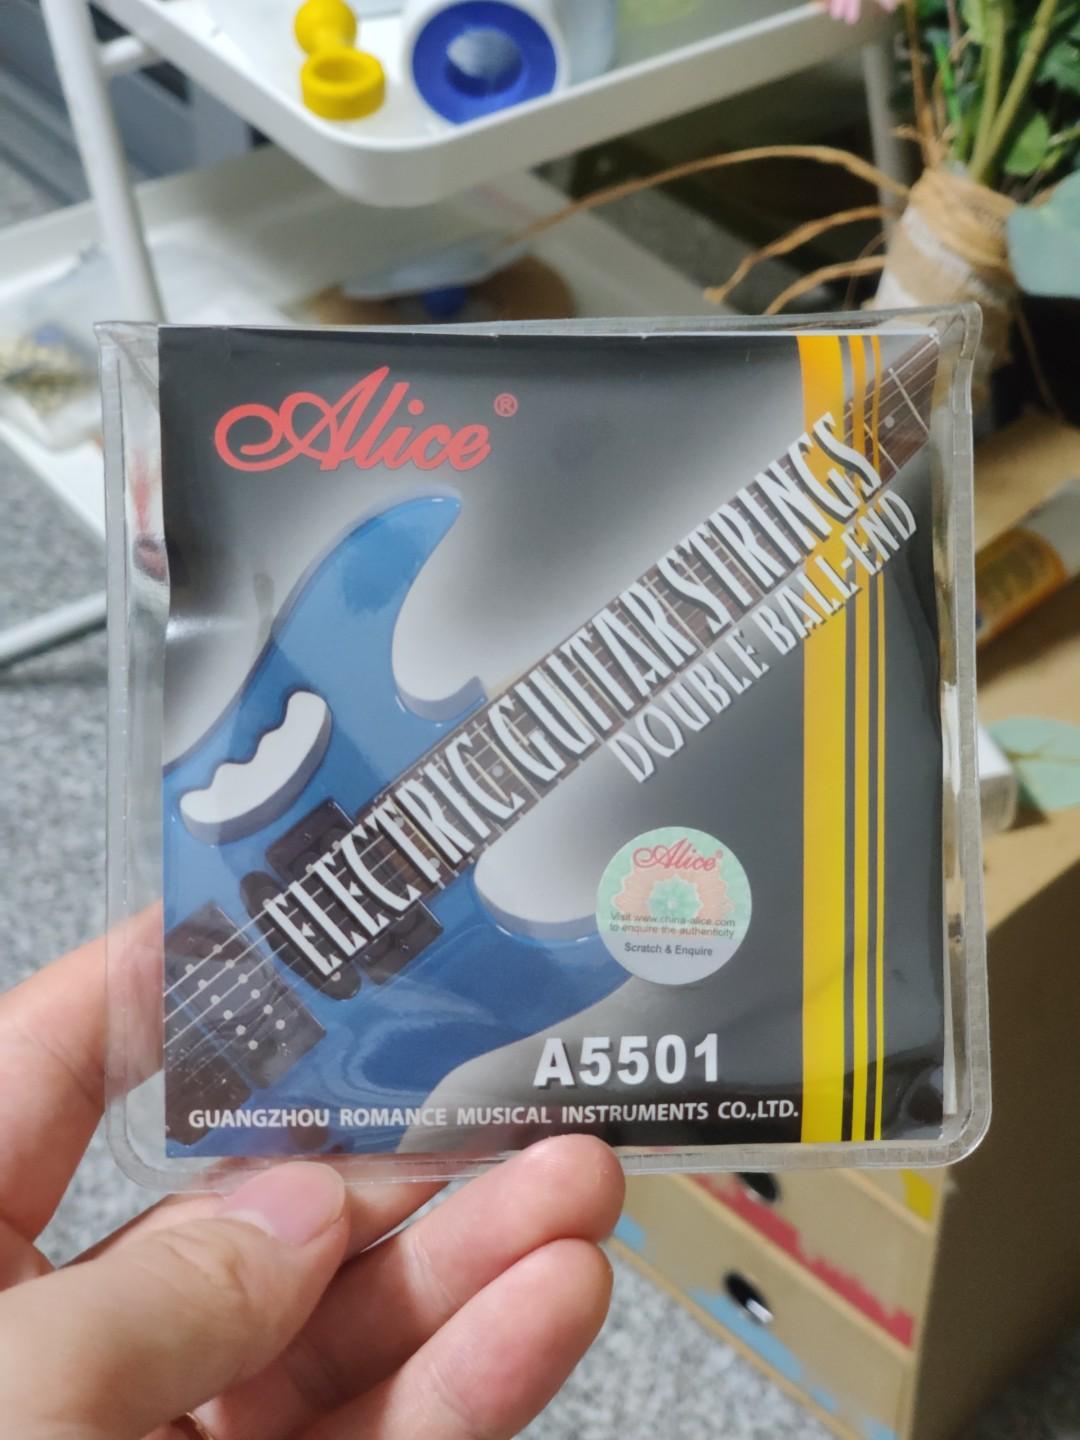 Alice®
ELECTRIC GUITAR STRINGS
DOUBLE BALL-END
Alice®
Visit www.china-alice.com
to enquire the authenticity
Scratch & Enquire
A5501
GUANGZHOU ROMANCE MUSICAL INSTRUMENTS CO.,LTD.